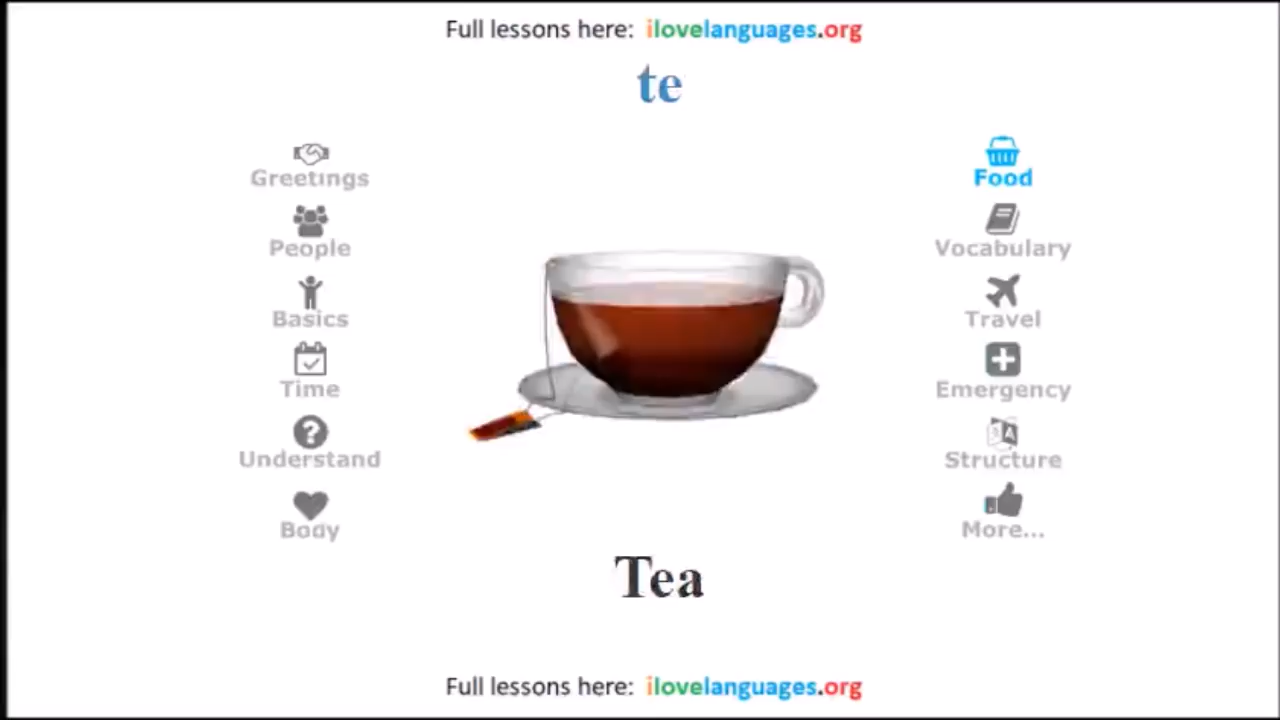 Full lessons here: ilovelanguages.org
te
Greetings
People
Basics
Time
Understand
Body
Food
Vocabulary
Travel
Emergency
Structure
More...
Tea
Full lessons here: ilovelanguages.org